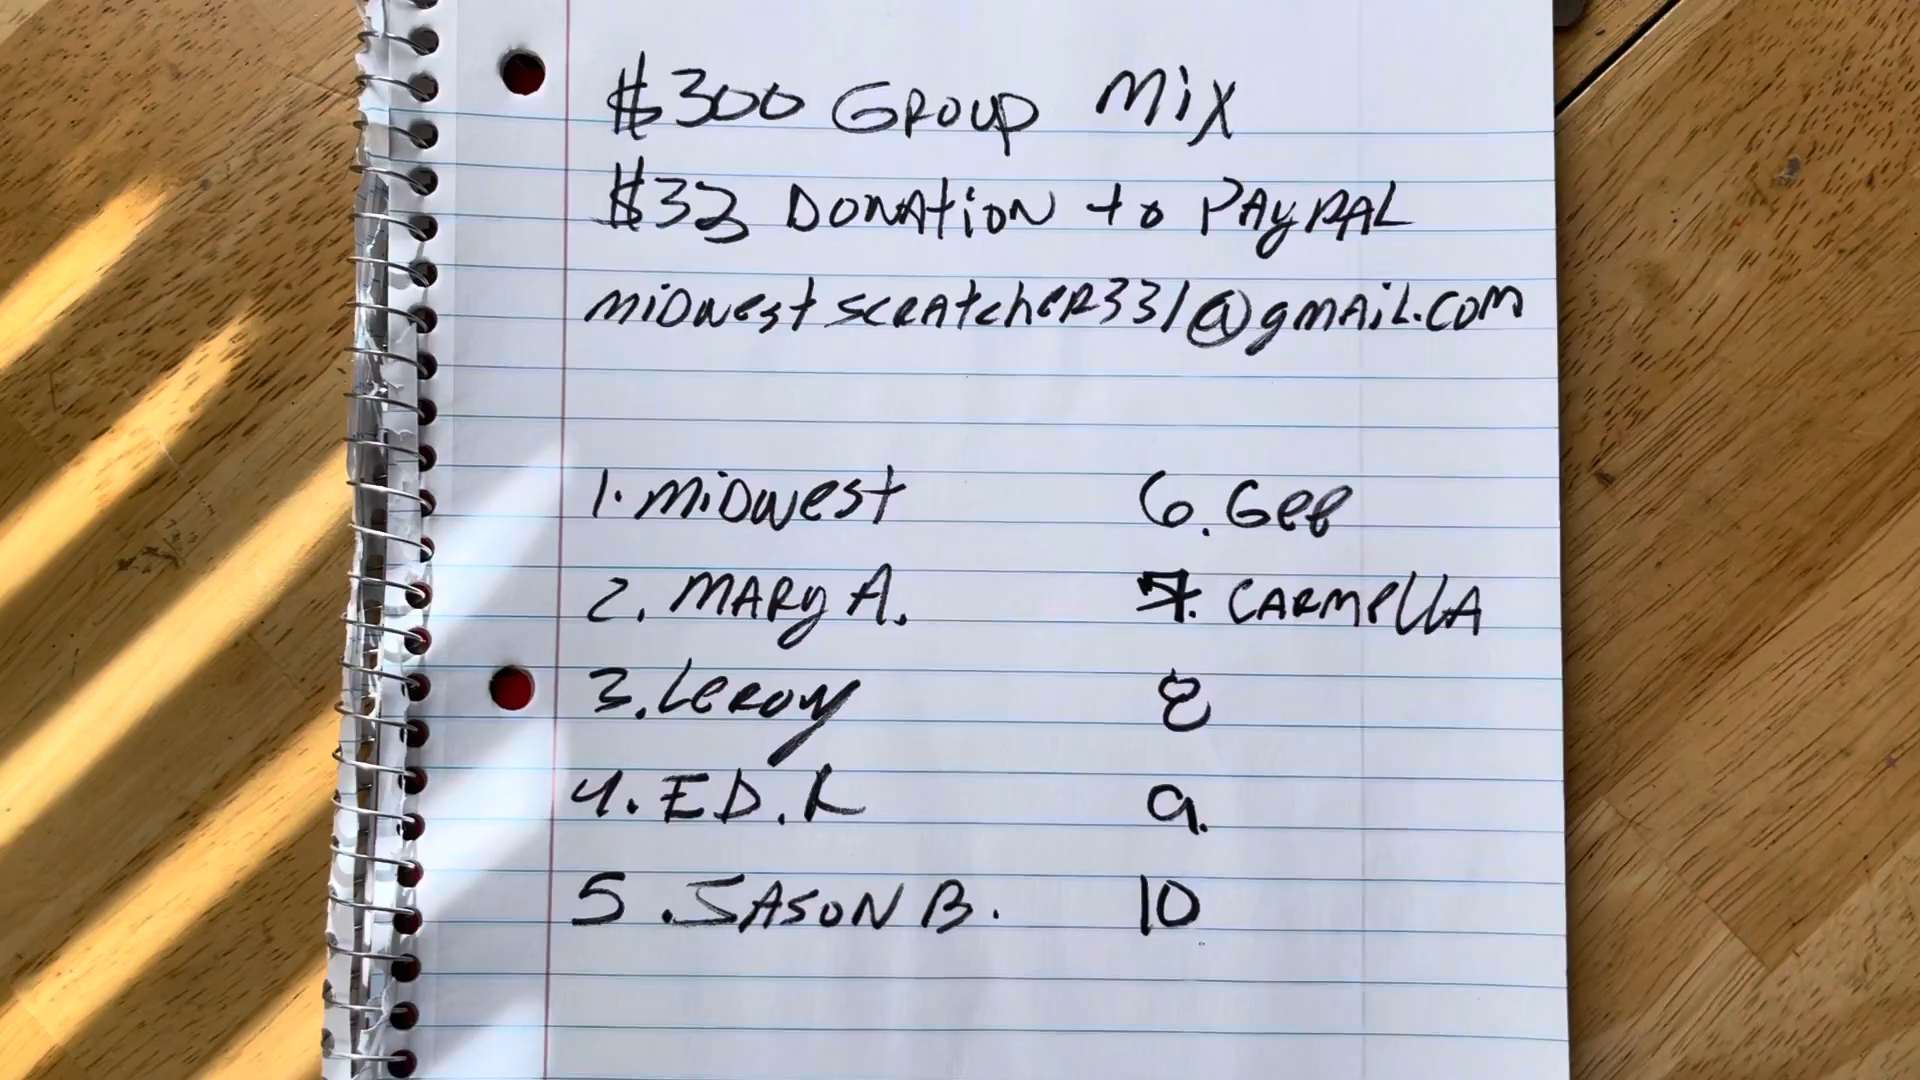 $300 GROUP MIX
$33 DONATION to PAYPAL
MIDWESTSCRATCHER331@gmAiL.COM
1. MIDWEST
2. MARY A.
3. LEROY
4. ED. K
5. JASON B.
6. Gee
7. CARMELLA
8
9.
10